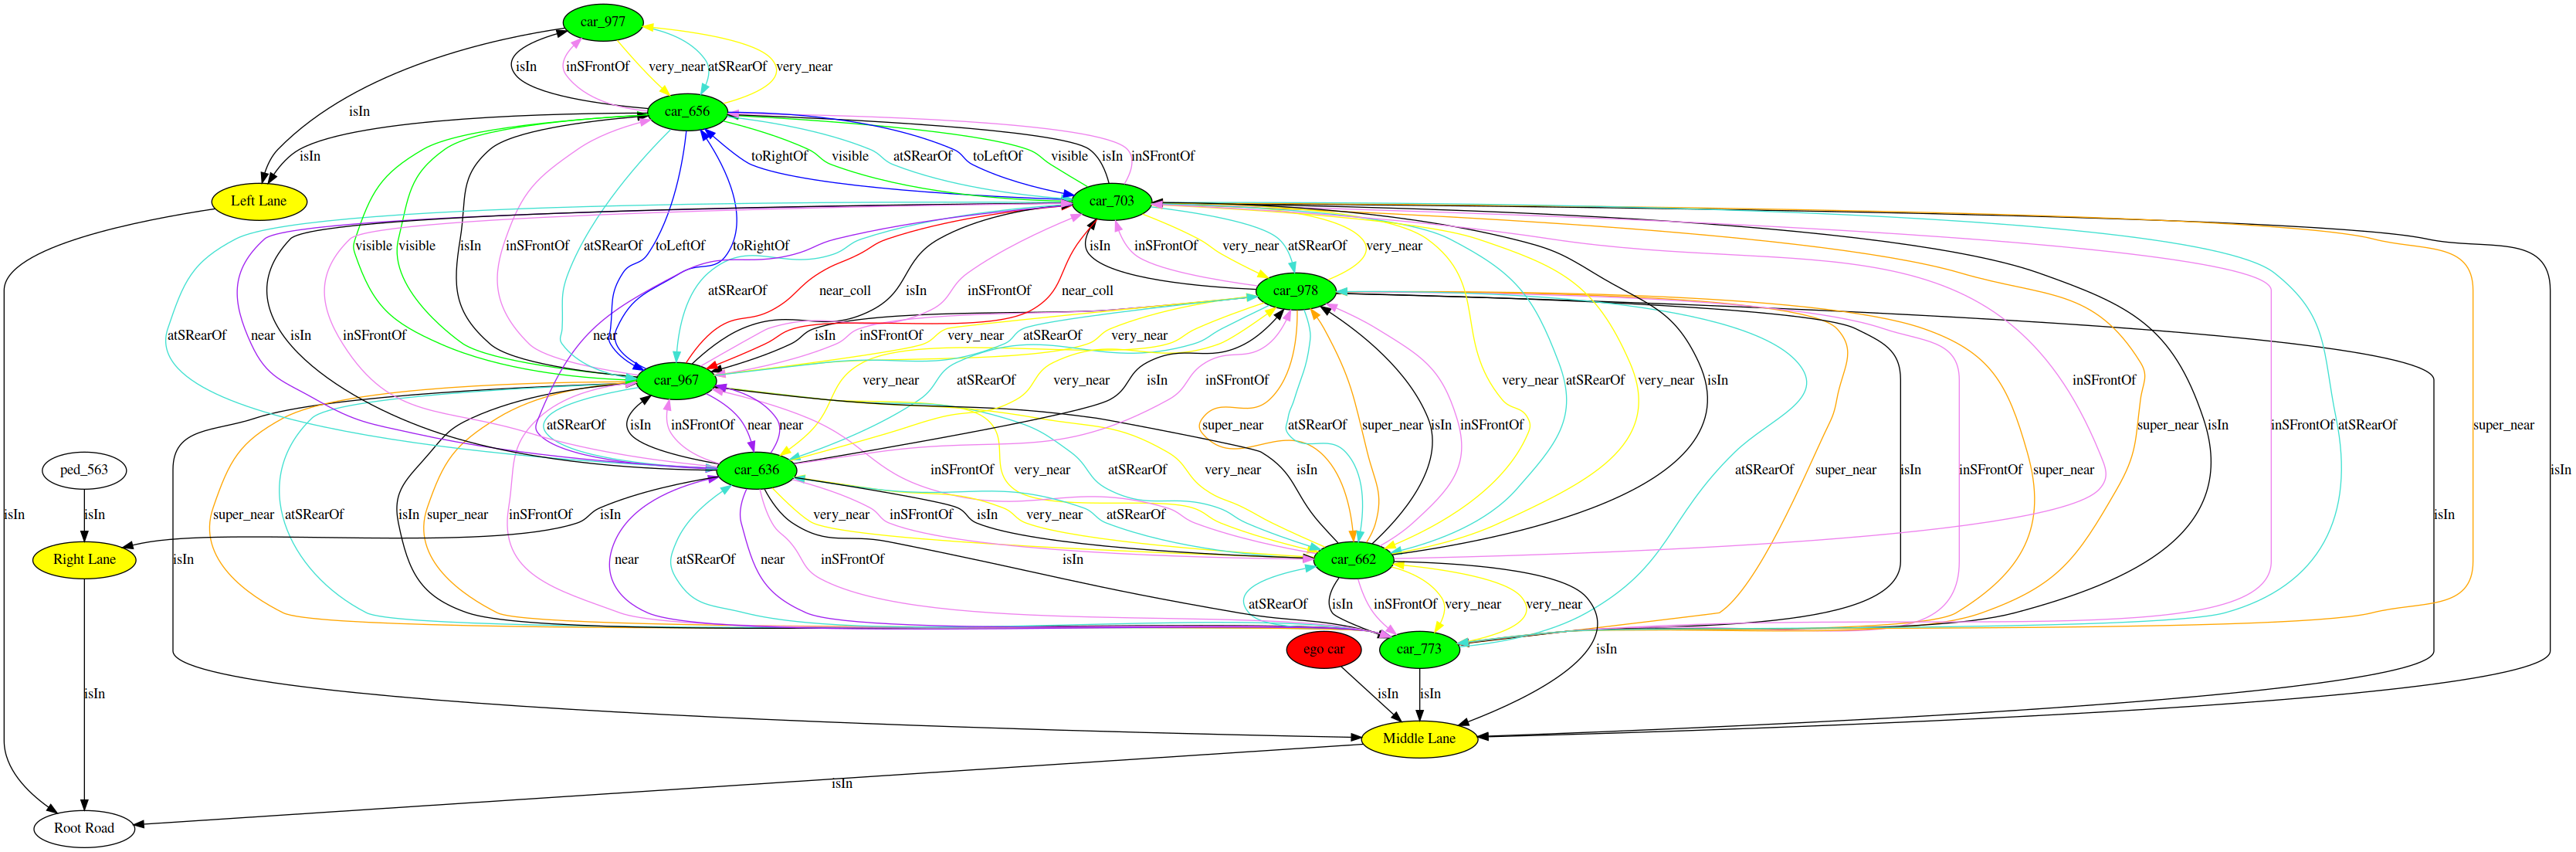 car_977
isIn inSFrontOf very_near atSRearOf very_near
isIn
car_656
isIn toRightOf visible atSRearOf toLeftOf visible isIn inSFrontOf
Left Lane car_703
visible visible isIn inSFrontOf atSRearOf toLeftOf toRightOf isIn inSFrontOf very_near atSRearOf very_near
atSRearOf near_coll isIn inSFrontOf near_coll
car_978
atSRearOf near isIn inSFrontOf near isIn inSFrontOf very_near atSRearOf very_near
car_967 very_near atSRearOf very_near isIn inSFrontOf very_near atSRearOf very_near isIn
inSFrontOf
atSRearOf isIn inSFrontOf near near super_near atSRearOf super_near isIn inSFrontOf super_near isIn inSFrontOf atSRearOf super_near
ped_563 car_636 inSFrontOf very_near atSRearOf very_near isIn atSRearOf super_near isIn inSFrontOf super_near
isIn isIn super_near atSRearOf isIn super_near inSFrontOf isIn very_near inSFrontOf isIn very_near atSRearOf isIn isIn
Right Lane isIn near atSRearOf near inSFrontOf isIn car_662
atSRearOf isIn inSFrontOf very_near very_near
ego car car_773 isIn
isIn isIn isIn
Middle Lane
isIn
Root Road